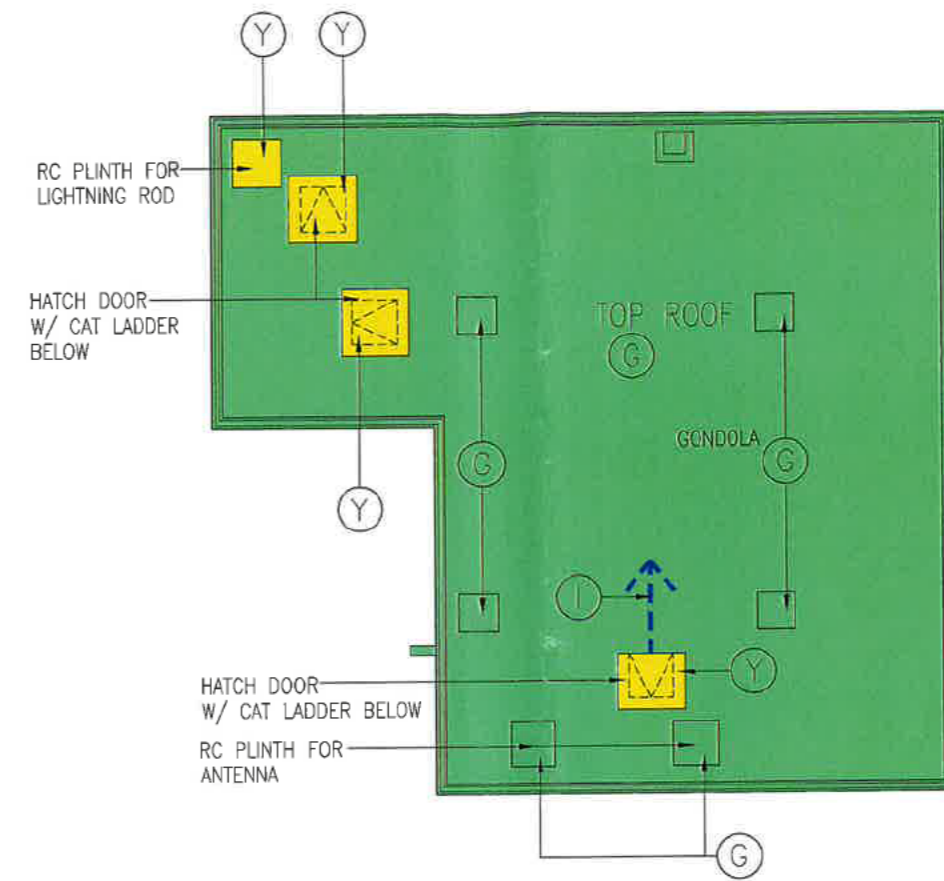 Y
Y
RC PLINTH FOR
LIGHTNING ROD
HATCH DOOR
W/ CAT LADDER
BELOW
TOP ROOF
G
GONDOLA
G
G
Y
I
Y
HATCH DOOR
W/ CAT LADDER BELOW
RC PLINTH FOR
ANTENNA
G